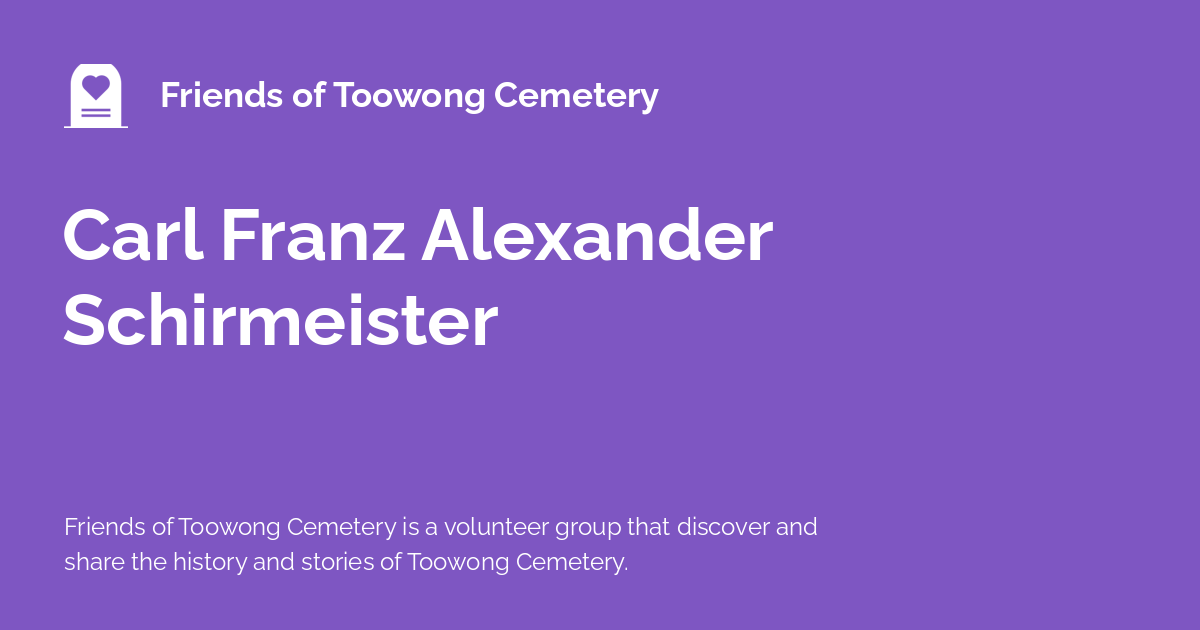 Friends of Toowong Cemetery
Carl Franz Alexander
Schirmeister
Friends of Toowong Cemetery is a volunteer group that discover and
share the history and stories of Toowong Cemetery.